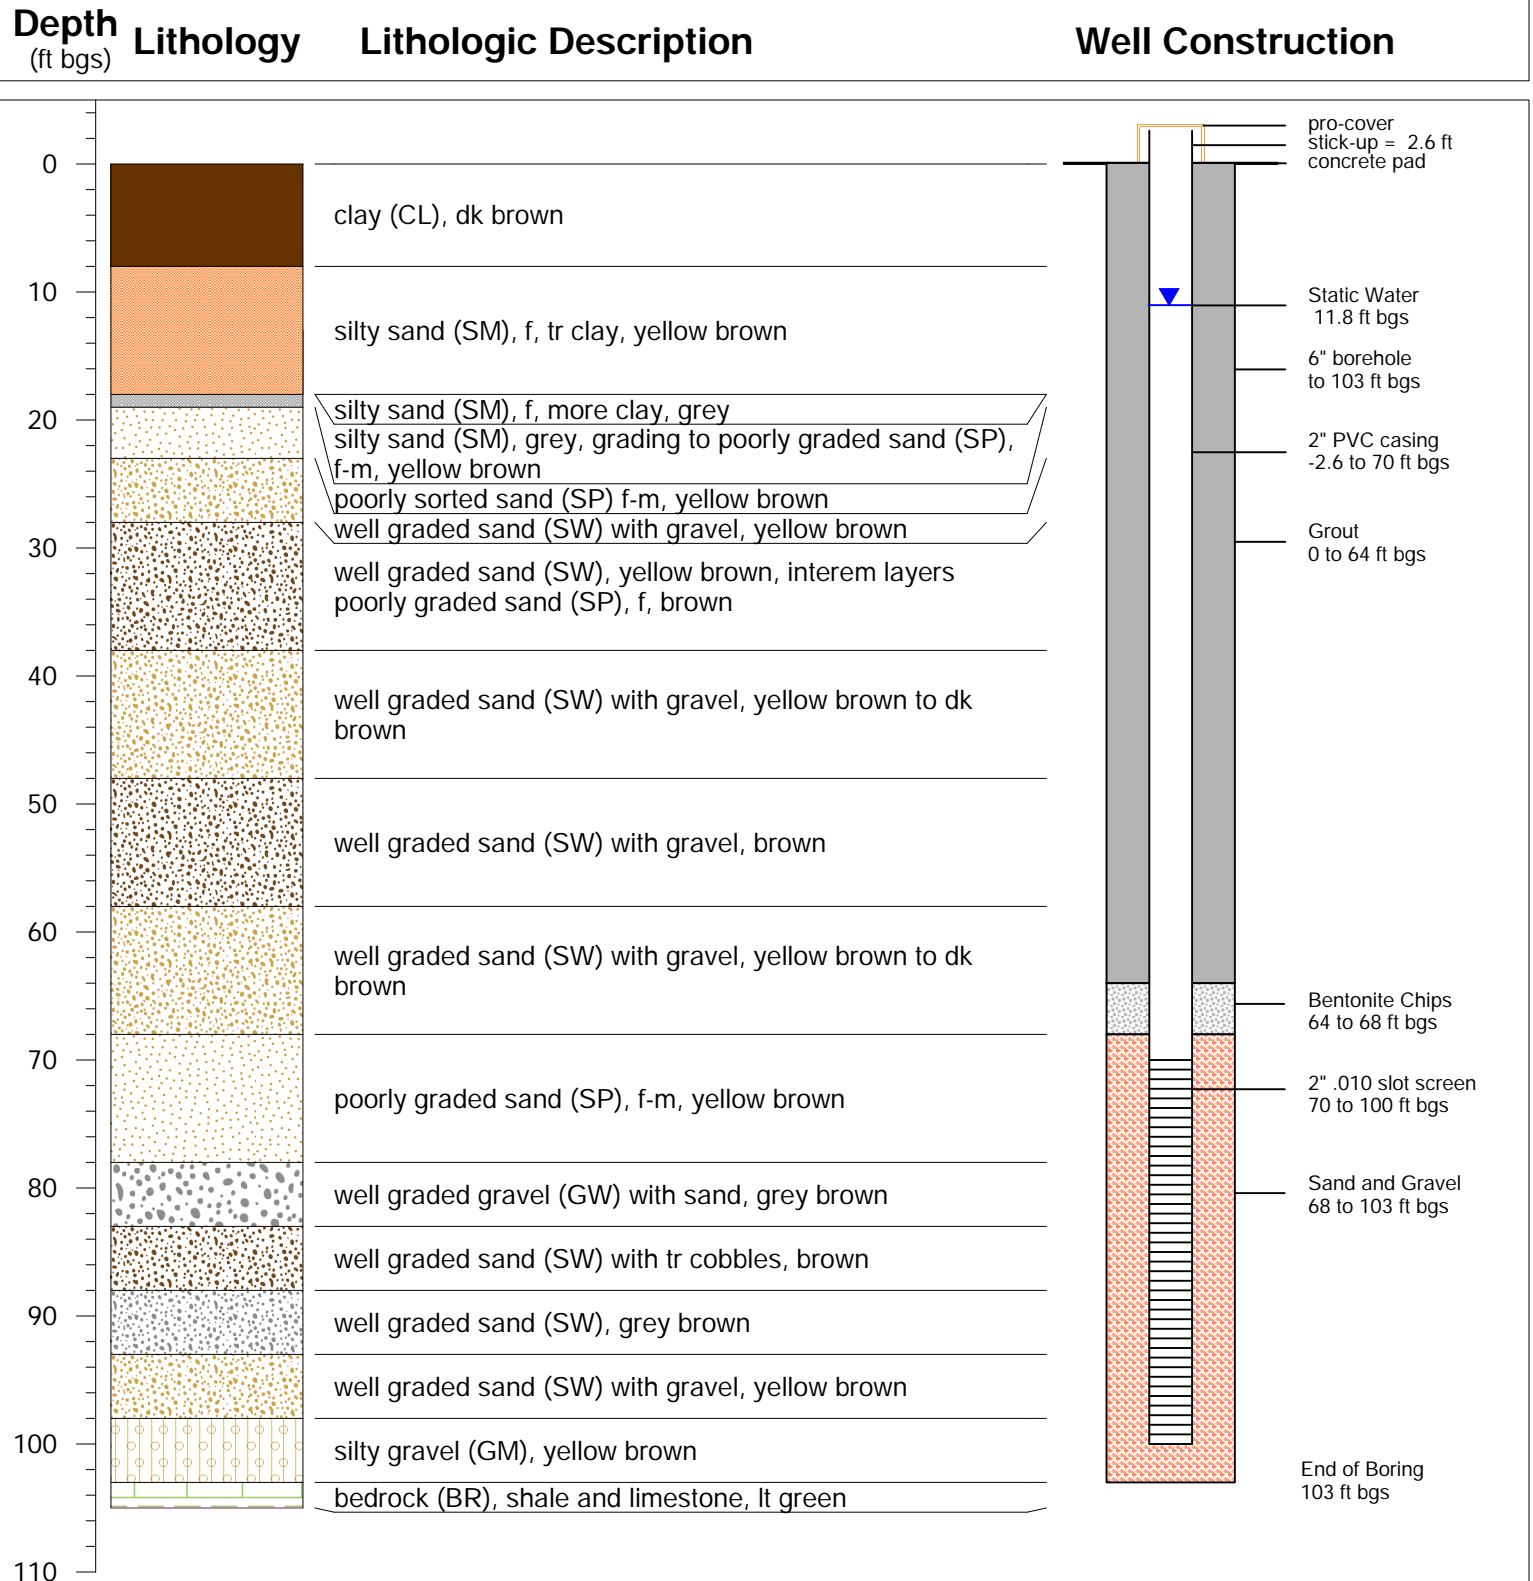 Depth
(ft bgs)
Lithology
Lithologic Description
Well Construction
0
10
20
30
40
50
60
70
80
90
100
110
clay (CL), dk brown
silty sand (SM), f, tr clay, yellow brown
silty sand (SM), f, more clay, grey
silty sand (SM), grey, grading to poorly graded sand (SP),
f-m, yellow brown
poorly sorted sand (SP) f-m, yellow brown
well graded sand (SW) with gravel, yellow brown
well graded sand (SW), yellow brown, interem layers
poorly graded sand (SP), f, brown
well graded sand (SW) with gravel, yellow brown to dk
brown
well graded sand (SW) with gravel, brown
well graded sand (SW) with gravel, yellow brown to dk
brown
poorly graded sand (SP), f-m, yellow brown
well graded gravel (GW) with sand, grey brown
well graded sand (SW) with tr cobbles, brown
well graded sand (SW), grey brown
well graded sand (SW) with gravel, yellow brown
silty gravel (GM), yellow brown
bedrock (BR), shale and limestone, lt green
pro-cover
stick-up = 2.6 ft
concrete pad
Static Water
11.8 ft bgs
6" borehole
to 103 ft bgs
2" PVC casing
-2.6 to 70 ft bgs
Grout
0 to 64 ft bgs
Bentonite Chips
64 to 68 ft bgs
2" .010 slot screen
70 to 100 ft bgs
Sand and Gravel
68 to 103 ft bgs
End of Boring
103 ft bgs